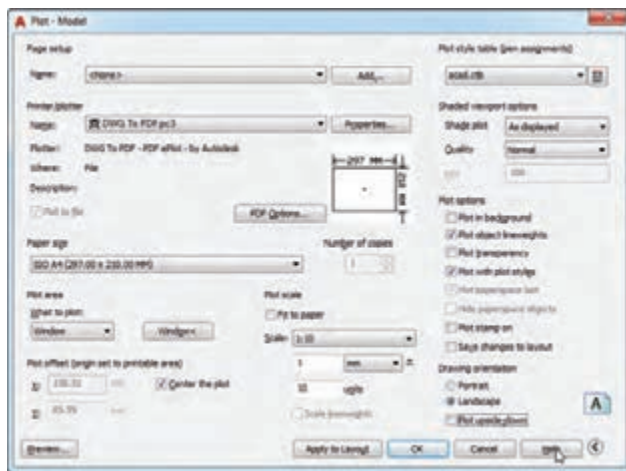 Plot - Model
Page setup
Name: <None>
Add...
Printer/plotter
Name: DWG To PDF.pc3
Properties...
Plotter: DWG To PDF - PDF ePlot - by Autodesk
Where: File
Description:
Plot to file
PDF Options...
297 MM
Paper size
ISO A4 (297.00 x 210.00 MM)
Number of copies
1
Plot area
What to plot:
Window
Window<
Plot offset (origin set to printable area)
X:
Center the plot
Y:
Plot scale
Fit to paper
Scale: 1:10
1 mm =
10 units
Scale lineweights
Plot style table (pen assignments)
acad.ctb
Shaded viewport options
Shade plot As displayed
Quality Normal
Plot options
Plot in background
Plot object lineweights
Plot transparency
Plot with plot styles
Plot paperspace last
Hide paperspace objects
Plot stamp on
Save changes to layout
Drawing orientation
Portrait
Landscape
Plot upside-down
A
Preview...
Apply to Layout
OK
Cancel
Help